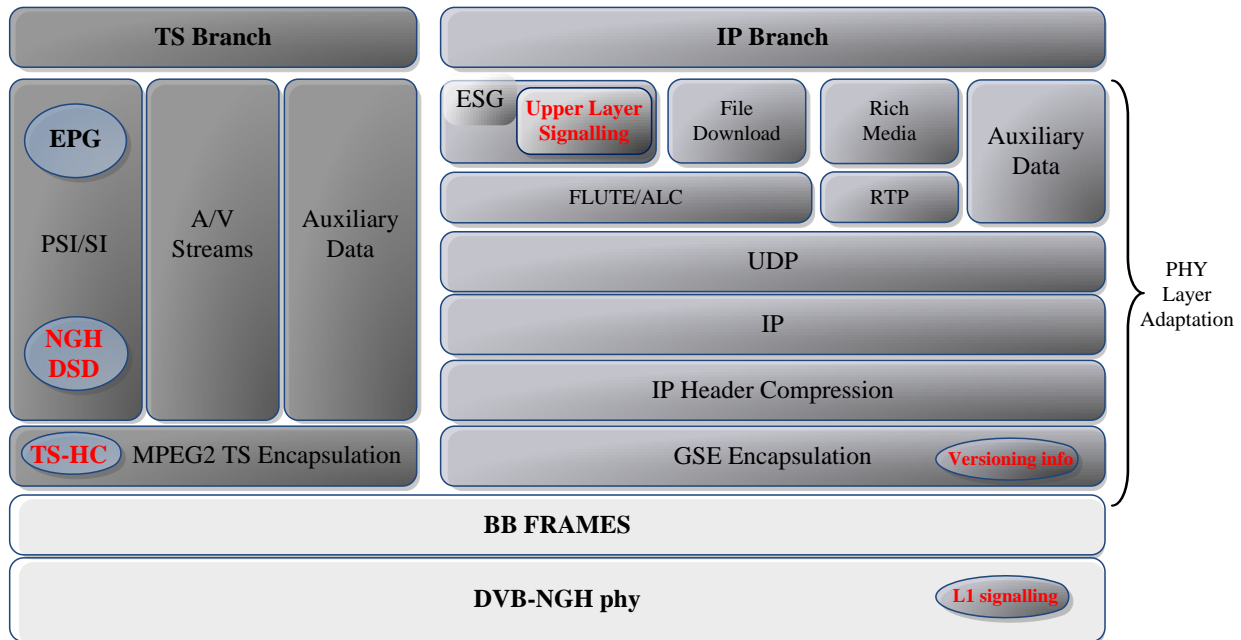 TS Branch
IP Branch
EPG
PSI/SI
NGH
DSD
A/V
Streams
Auxiliary
Data
ESG
Upper Layer
Signalling
File
Download
Rich
Media
Auxiliary
Data
FLUTE/ALC
RTP
UDP
IP
IP Header Compression
TS-HC
MPEG2 TS Encapsulation
GSE Encapsulation
Versioning info
PHY
Layer
Adaptation
BB FRAMES
DVB-NGH phy
L1 signalling